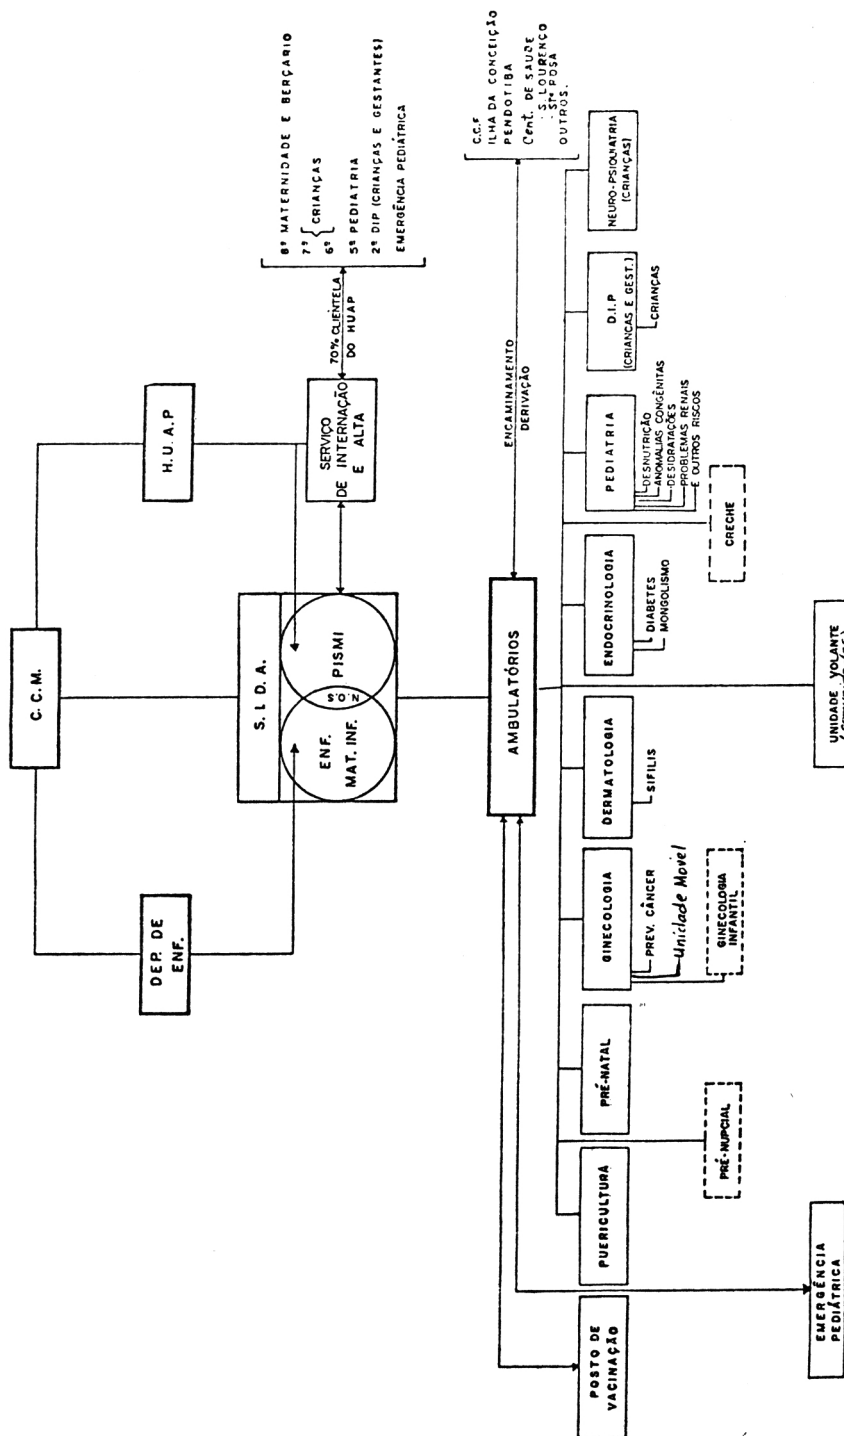 C. C. M.
DEP. DE
ENF.
H. U. A. P
S. I D. A.
ENF.
MAT. INF.
N.O.S
PISMI
SERVIÇO
DE INTERNAÇÃO
E ALTA
70% CLIENTELA
DO HUAP
8º MATERNIDADE E BERÇARIO
7º
6º
CRIANÇAS
5º PEDIATRIA
2º DIP (CRIANÇAS E GESTANTES)
EMERGÊNCIA PEDIÁTRICA
AMBULATÓRIOS
ENCAMINAMENTO
DERIVAÇÃO
C.C.F
ILHA DA CONCEIÇÃO
PENDOTIBA
Cent. DE SAUDE
S. LOURENÇO
STª ROSA
OUTROS.
POSTO DE
VACINAÇÃO
PUERICULTURA
PRÉ-NATAL
GINECOLOGIA
PREV. CÂNCER
Unidade Movel
DERMATOLOGIA
SIFILIS
ENDOCRINOLOGIA
DIABETES
MONGOLISMO
PEDIATRIA
DESNUTRIÇÃO
ANOMALIAS CONGÊNITAS
DESIDRATAÇÕES
PROBLEMAS RENAIS
E OUTROS RISCOS
D.I.P
(CRIANCAS E GEST.)
CRIANÇAS
NEURO-PSIQUIATRIA
(CRIANÇAS)
PRÉ-NUPCIAL
GINECOLOGIA
INFANTIL
CRECHE
EMERGÊNCIA
PEDIÁTRICA
UNIDADE VOLANTE